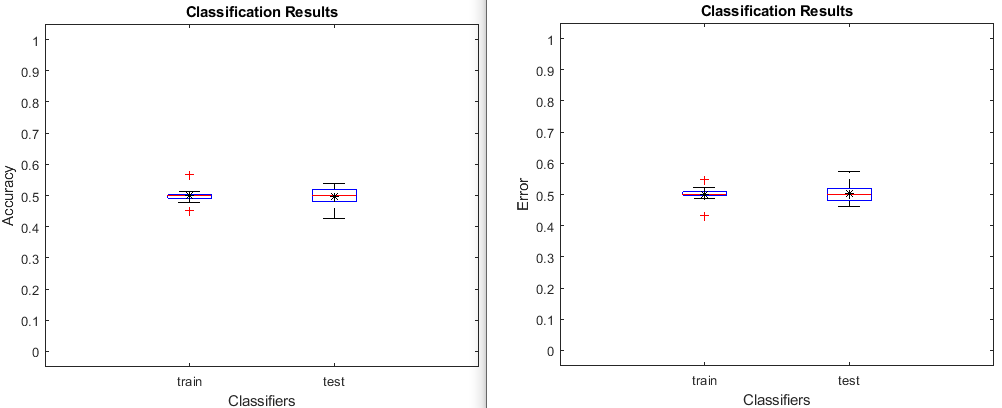 Classification Results
1
0.9
0.8
0.7
0.6
0.5
0.4
0.3
0.2
0.1
0
Accuracy
train test
Classifiers
Classification Results
1
0.9
0.8
0.7
0.6
0.5
0.4
0.3
0.2
0.1
0
Error
train test
Classifiers